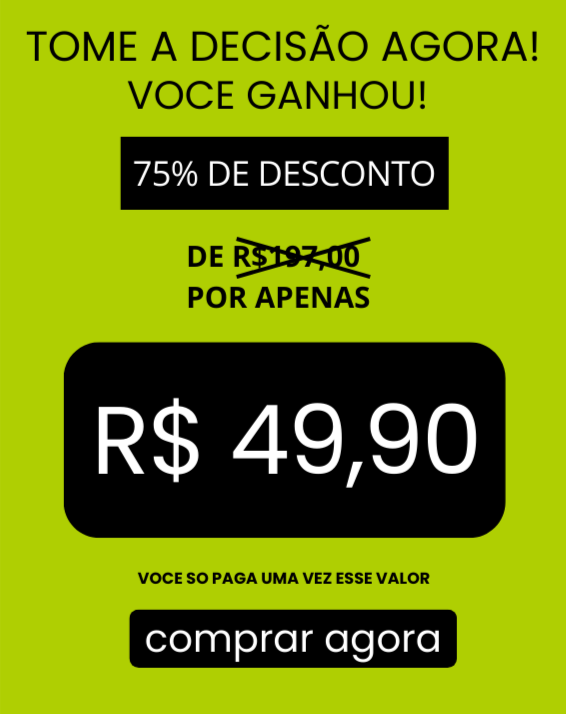 TOME A DECISÃO AGORA!
VOCE GANHOU!
75% DE DESCONTO
DE R$197,00
POR APENAS
R$ 49,90
VOCE SO PAGA UMA VEZ ESSE VALOR
comprar agora